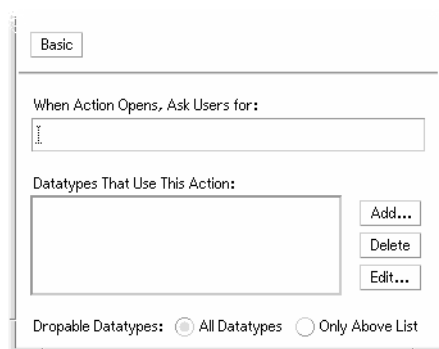 Basic
When Action Opens, Ask Users for:
Datatypes That Use This Action:
Add...
Delete
Edit...
Dropable Datatypes: All Datatypes Only Above List